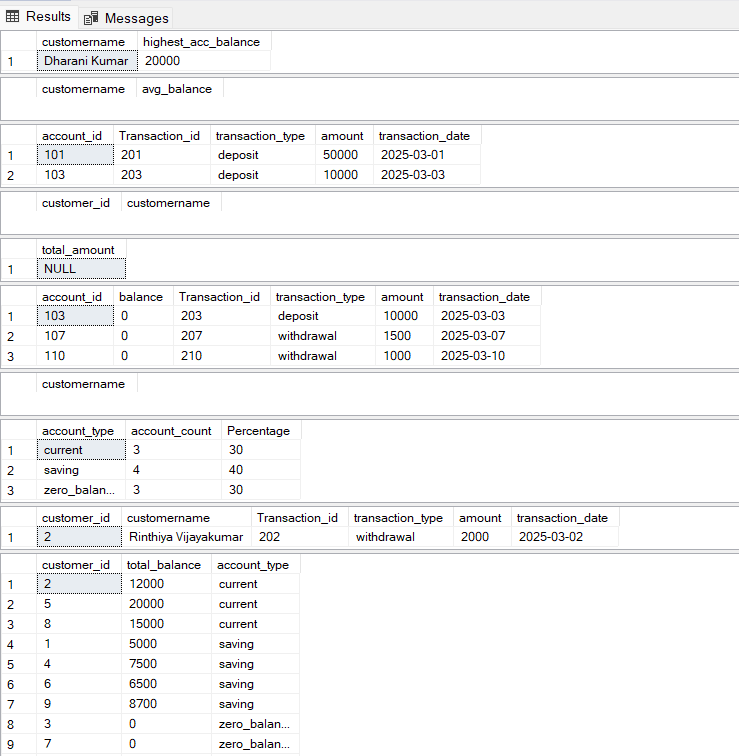 Results Messages
customername highest_acc_balance
1 Dharani Kumar 20000
customername avg_balance
account_id Transaction_id transaction_type amount transaction_date
1 101 201 deposit 50000 2025-03-01
2 103 203 deposit 10000 2025-03-03
customer_id customername
total_amount
1 NULL
account_id balance Transaction_id transaction_type amount transaction_date
1 103 0 203 deposit 10000 2025-03-03
2 107 0 207 withdrawal 1500 2025-03-07
3 110 0 210 withdrawal 1000 2025-03-10
customername
account_type account_count Percentage
1 current 3 30
2 saving 4 40
3 zero_balan... 3 30
customer_id customername Transaction_id transaction_type amount transaction_date
1 2 Rinthiya Vijayakumar 202 withdrawal 2000 2025-03-02
customer_id total_balance account_type
1 2 12000 current
2 5 20000 current
3 8 15000 current
4 1 5000 saving
5 4 7500 saving
6 6 6500 saving
7 9 8700 saving
8 3 0 zero_balan...
9 7 0 zero_balan...